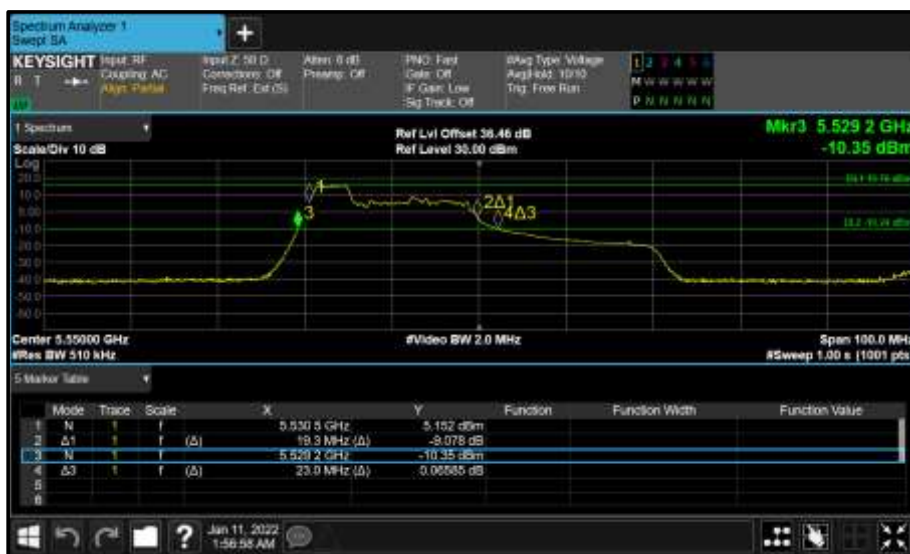 Spectrum Analyzer 1
Swept SA
+
KEYSIGHT
R T
Input: RF
Coupling: AC
Align: Partial
Input Z: 50 Ω
Corrections: Off
Freq Ref: Ext (S)
Atten: 6 dB
Preamp: Off
PNO: Fast
Gate: Off
IF Gain: Low
Sig Track: Off
#Avg Type: Voltage
Avg|Hold: 10/10
Trig: Free Run
1 2 3 4 5 6
M W W W W W
P N N N N N
1 Spectrum
Scale/Div 10 dB
Ref Lvl Offset 36.46 dB
Ref Level 30.00 dBm
Mkr3 5.529 2 GHz
-10.35 dBm
Log
20.0
10.0
0.00
-10.0
-20.0
-30.0
-40.0
-50.0
-60.0
1
3
2Δ1
4Δ3
Center 5.55000 GHz
#Res BW 510 kHz
#Video BW 2.0 MHz
Span 100.0 MHz
#Sweep 1.00 s (1001 pts)
5 Marker Table
Mode Trace Scale X Y Function Function Width Function Value
1 N 1 f 5.530 5 GHz 5.152 dBm
2 Δ1 1 f (Δ) 19.3 MHz (Δ) -9.078 dB
3 N 1 f 5.529 2 GHz -10.35 dBm
4 Δ3 1 f (Δ) 23.0 MHz (Δ) 0.06585 dB
5
6
?
Jan 11, 2022
1:56:58 AM